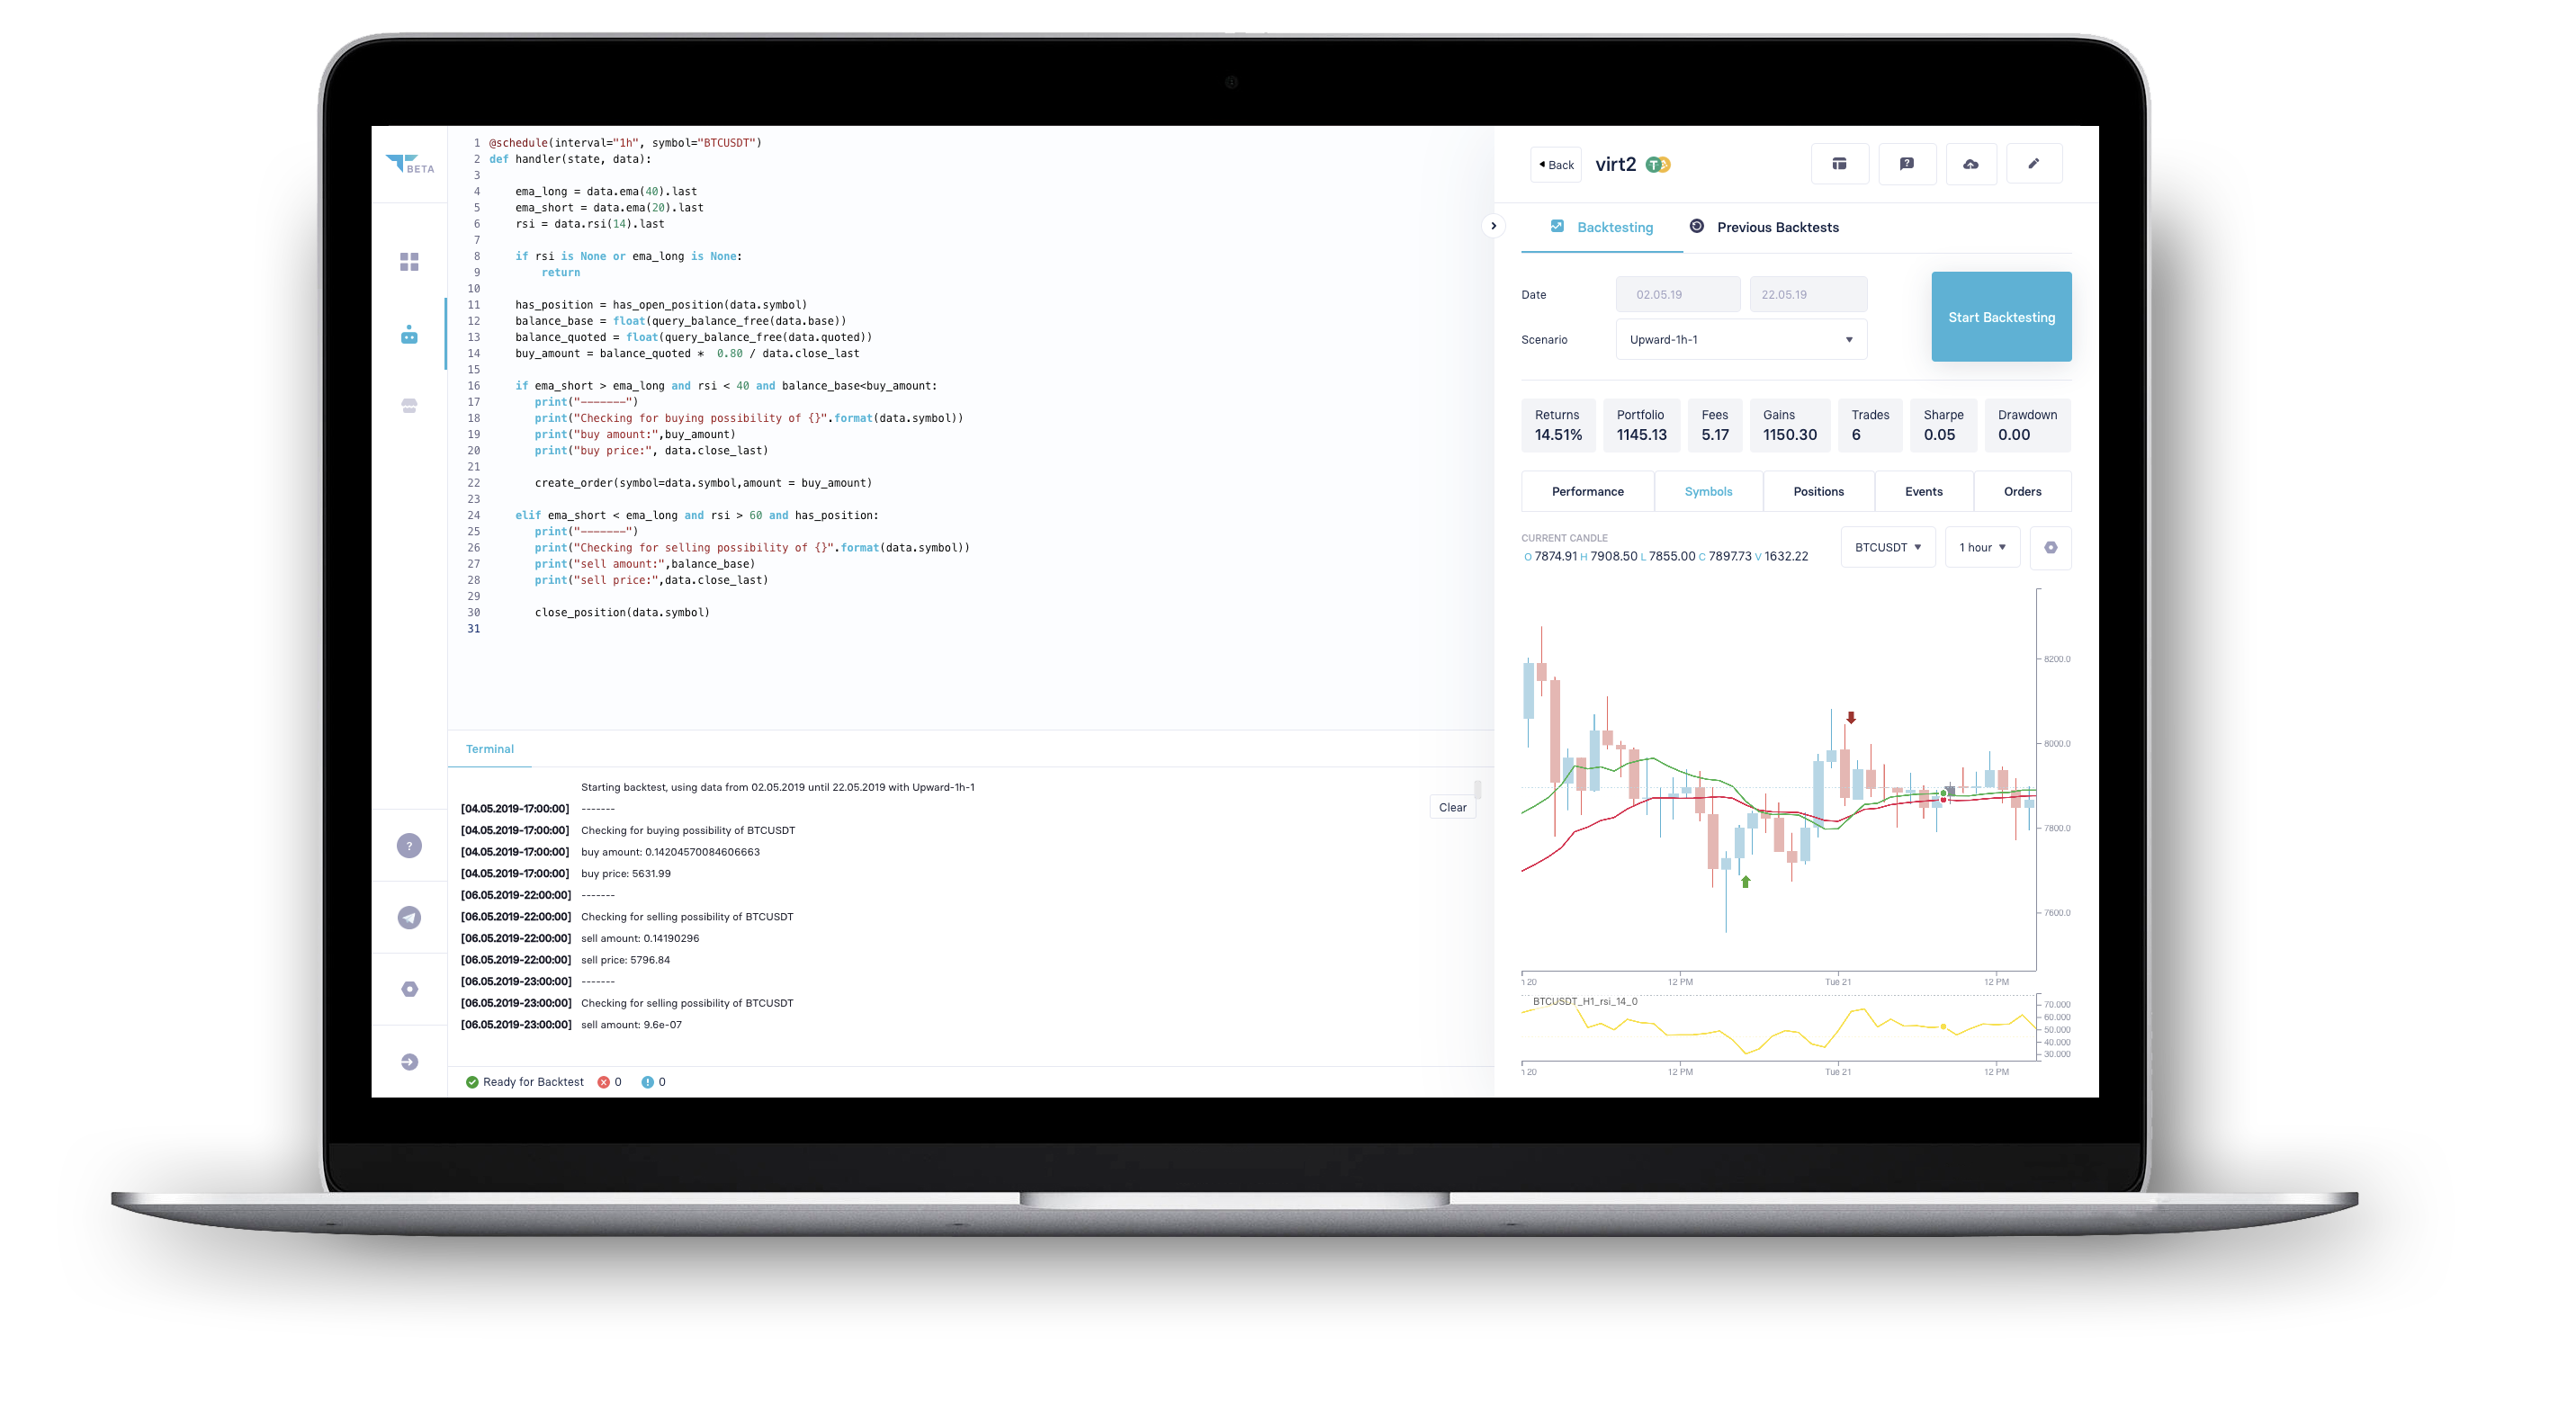 BETA
1 @schedule(interval="1h", symbol="BTCUSDT")
2 def handler(state, data):
3
4 ema_long = data.ema(40).last
5 ema_short = data.ema(20).last
6 rsi = data.rsi(14).last
7
8 if rsi is None or ema_long is None:
9 return
10
11 has_position = has_open_position(data.symbol)
12 balance_base = float(query_balance_free(data.base))
13 balance_quoted = float(query_balance_free(data.quoted))
14 buy_amount = balance_quoted * 0.80 / data.close_last
15
16 if ema_short > ema_long and rsi < 40 and balance_base<buy_amount:
17 print("-------")
18 print("Checking for buying possibility of {}".format(data.symbol))
19 print("buy amount:",buy_amount)
20 print("buy price:", data.close_last)
21
22 create_order(symbol=data.symbol,amount = buy_amount)
23
24 elif ema_short < ema_long and rsi > 60 and has_position:
25 print("-------")
26 print("Checking for selling possibility of {}".format(data.symbol))
27 print("sell amount:",balance_base)
28 print("sell price:",data.close_last)
29
30 close_position(data.symbol)
31
Terminal
Starting backtest, using data from 02.05.2019 until 22.05.2019 with Upward-1h-1
Clear
[04.05.2019-17:00:00] -------
[04.05.2019-17:00:00] Checking for buying possibility of BTCUSDT
[04.05.2019-17:00:00] buy amount: 0.14204570084606663
[04.05.2019-17:00:00] buy price: 5631.99
[06.05.2019-22:00:00] -------
[06.05.2019-22:00:00] Checking for selling possibility of BTCUSDT
[06.05.2019-22:00:00] sell amount: 0.14190296
[06.05.2019-22:00:00] sell price: 5796.84
[06.05.2019-23:00:00] -------
[06.05.2019-23:00:00] Checking for selling possibility of BTCUSDT
[06.05.2019-23:00:00] sell amount: 9.6e-07
Ready for Backtest 0 0
Back virt2
Backtesting Previous Backtests
Date 02.05.19 22.05.19
Start Backtesting
Scenario Upward-1h-1
Returns Portfolio Fees Gains Trades Sharpe Drawdown
14.51% 1145.13 5.17 1150.30 6 0.05 0.00
Performance Symbols Positions Events Orders
CURRENT CANDLE
O 7874.91 H 7908.50 L 7855.00 C 7897.73 V 1632.22
BTCUSDT 1 hour
8200.0
8000.0
7800.0
7600.0
20 12 PM Tue 21 12 PM
BTCUSDT_H1_rsi_14_0
70.000
60.000
50.000
40.000
30.000
20 12 PM Tue 21 12 PM